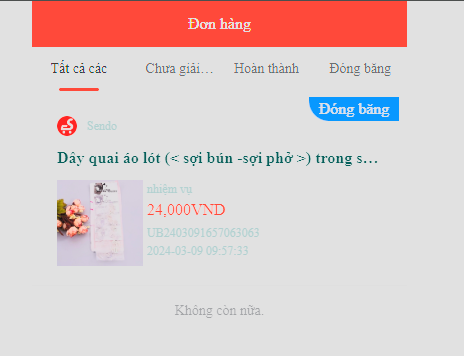 Đơn hàng
Tất cả các Chưa giải… Hoàn thành Đóng băng
Đóng băng
Sendo
Dây quai áo lót (< sợi bún -sợi phở >) trong s…
nhiệm vụ
24,000VND
UB2403091657063063
2024-03-09 09:57:33
Không còn nữa.